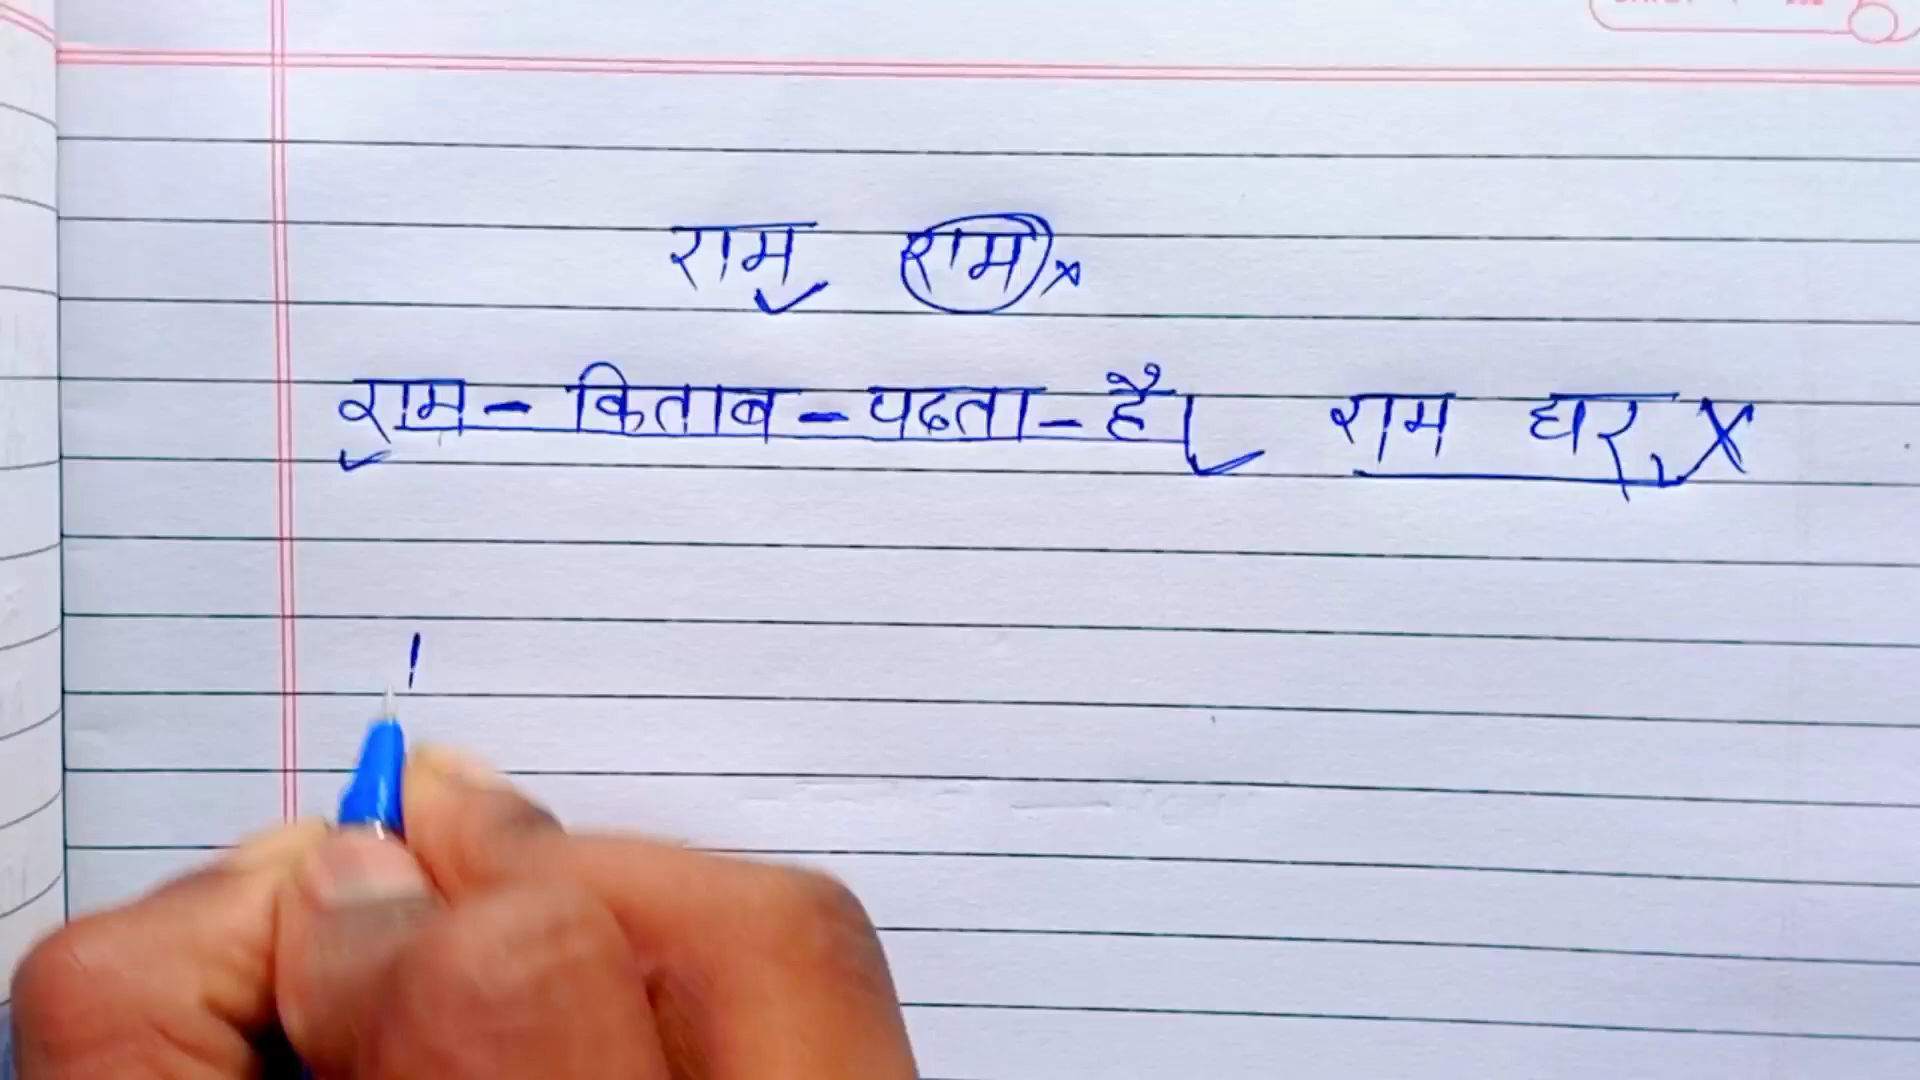 राम राम x
राम - किताब - पढता - है। राम घर X
।